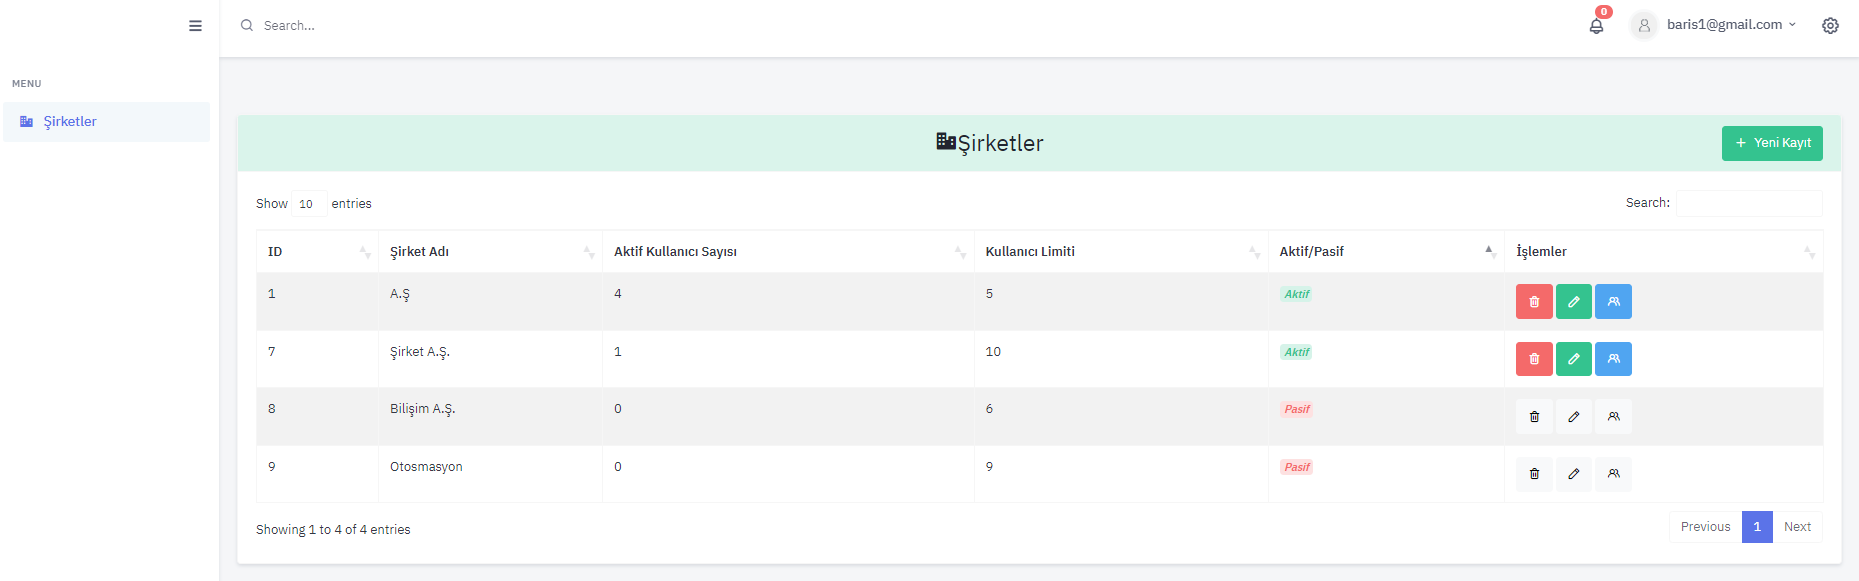 Search...
0
baris1@gmail.com
MENU
Şirketler
Şirketler
+ Yeni Kayıt
Show 10 entries
Search:
ID Şirket Adı Aktif Kullanıcı Sayısı Kullanıcı Limiti Aktif/Pasif İşlemler
1 A.Ş 4 5 Aktif
7 Şirket A.Ş. 1 10 Aktif
8 Bilişim A.Ş. 0 6 Pasif
9 Otosmasyon 0 9 Pasif
Showing 1 to 4 of 4 entries
Previous 1 Next